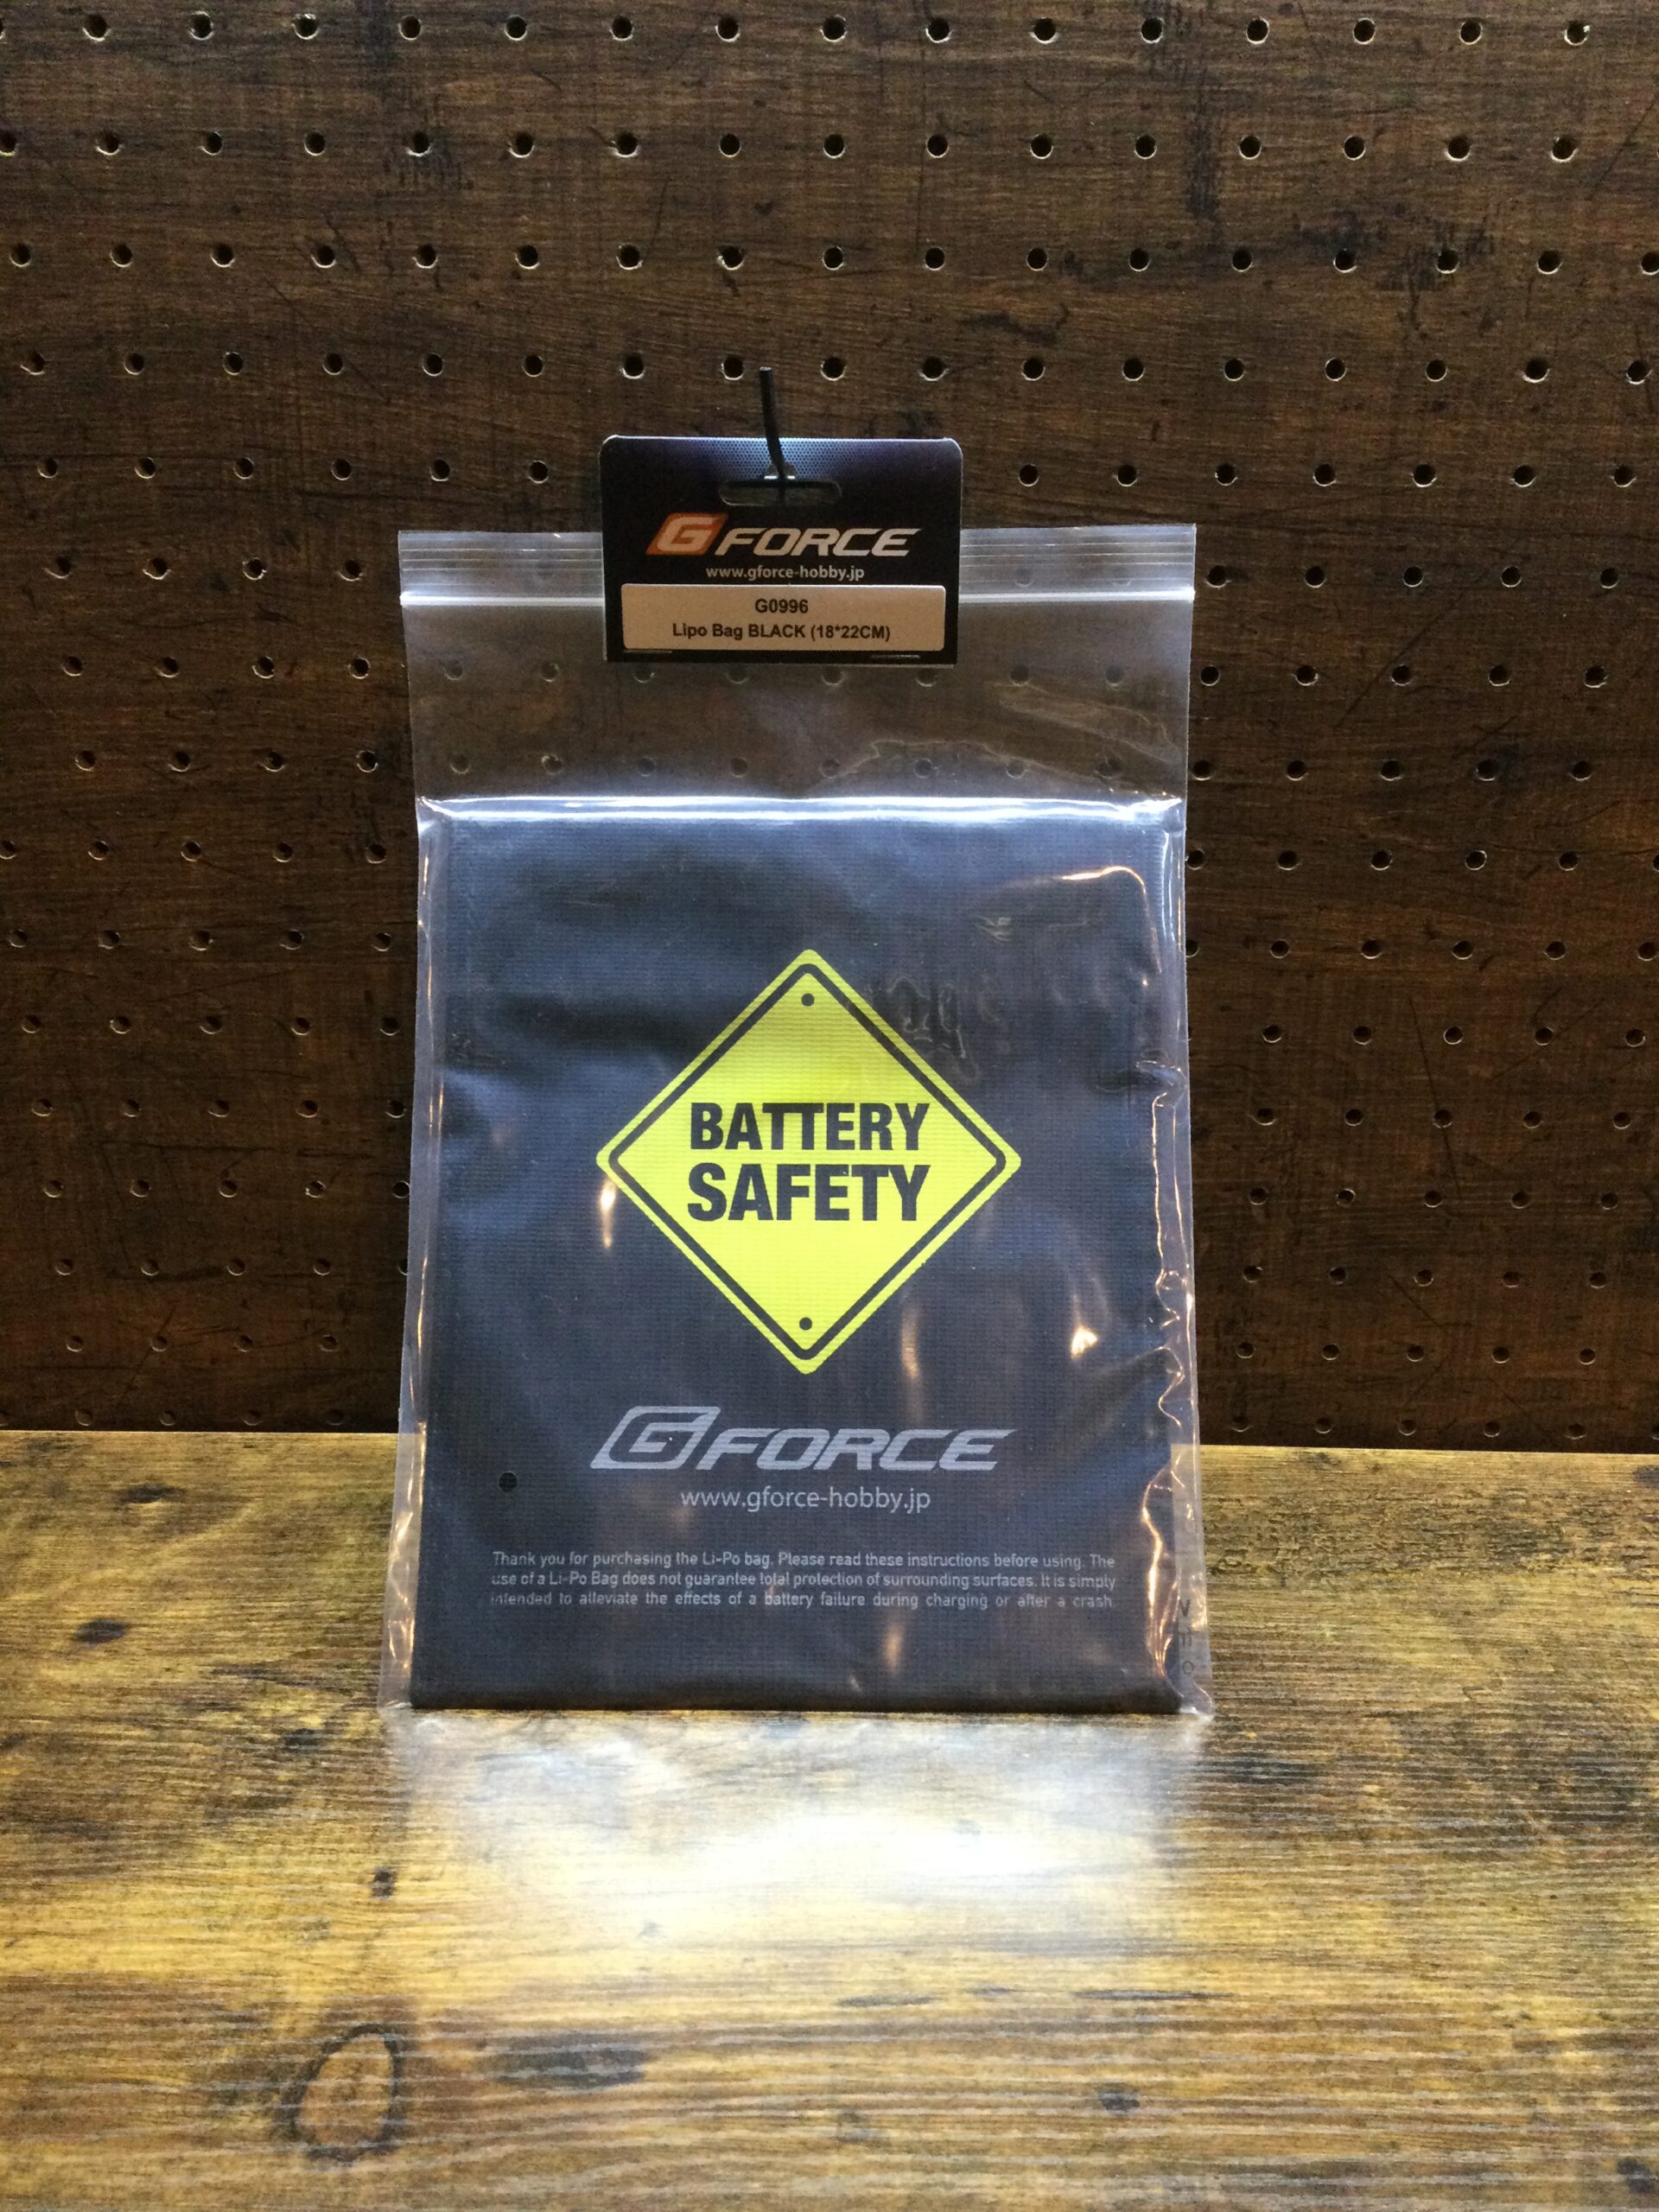 G FORCE
www.gforce-hobby.jp
G0996
Lipo Bag BLACK (18*22CM)
BATTERY
SAFETY
G FORCE
www.gforce-hobby.jp
Thank you for purchasing the Li-Po bag. Please read these instructions before using. The
use of a Li-Po Bag does not guarantee total protection of surrounding surfaces. It is simply
intended to alleviate the effects of a battery failure during charging or after a crash.